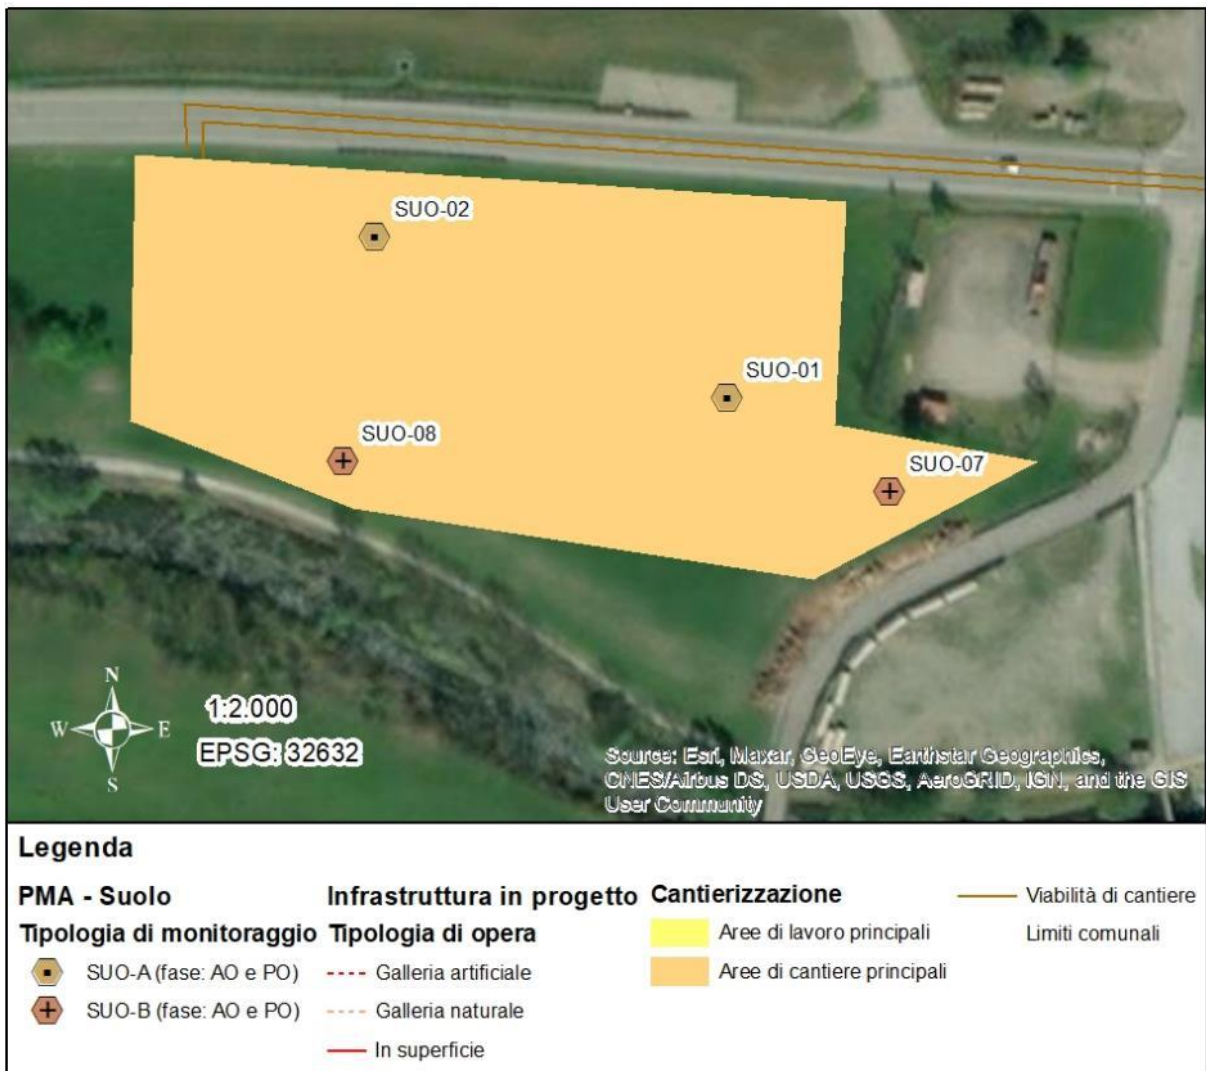 SUO-02
SUO-01
SUO-08
SUO-07
N
W E
S
1:2.000
EPSG: 32632
Source: Esri, Maxar, GeoEye, Earthstar Geographics,
CNES/Airbus DS, USDA, USGS, AeroGRID, IGN, and the GIS
User Community
Legenda
PMA - Suolo
Tipologia di monitoraggio
SUO-A (fase: AO e PO)
SUO-B (fase: AO e PO)
Infrastruttura in progetto
Tipologia di opera
Galleria artificiale
Galleria naturale
In superficie
Cantierizzazione
Aree di lavoro principali
Aree di cantiere principali
Viabilità di cantiere
Limiti comunali